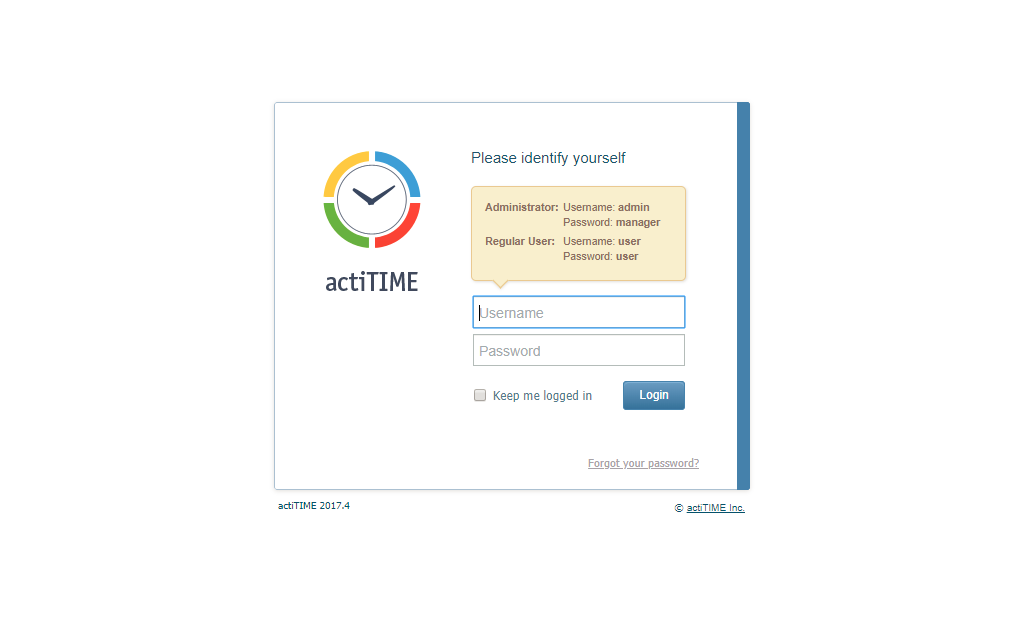 Please identify yourself
Administrator: Username: admin
Password: manager
Regular User: Username: user
Password: user
actiTIME
Username
Password
Keep me logged in
Login
Forgot your password?
actiTIME 2017.4
© actiTIME Inc.